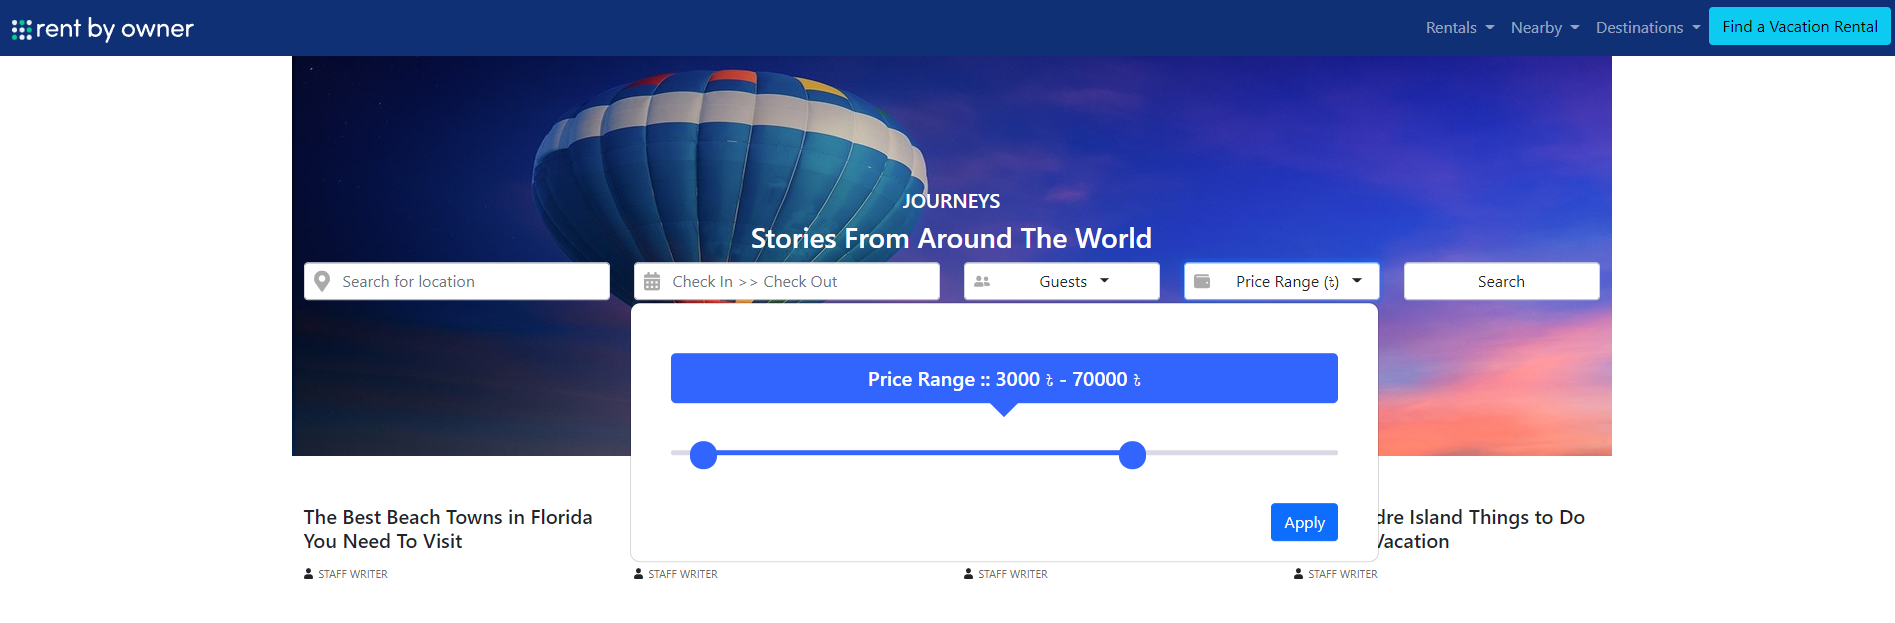 rent by owner
Rentals
Nearby
Destinations
Find a Vacation Rental
JOURNEYS
Stories From Around The World
Search for location
Check In >> Check Out
Guests
Price Range (৳)
Search
Price Range :: 3000 ৳ - 70000 ৳
Apply
The Best Beach Towns in Florida
You Need To Visit
dre Island Things to Do
Vacation
STAFF WRITER
STAFF WRITER
STAFF WRITER
STAFF WRITER